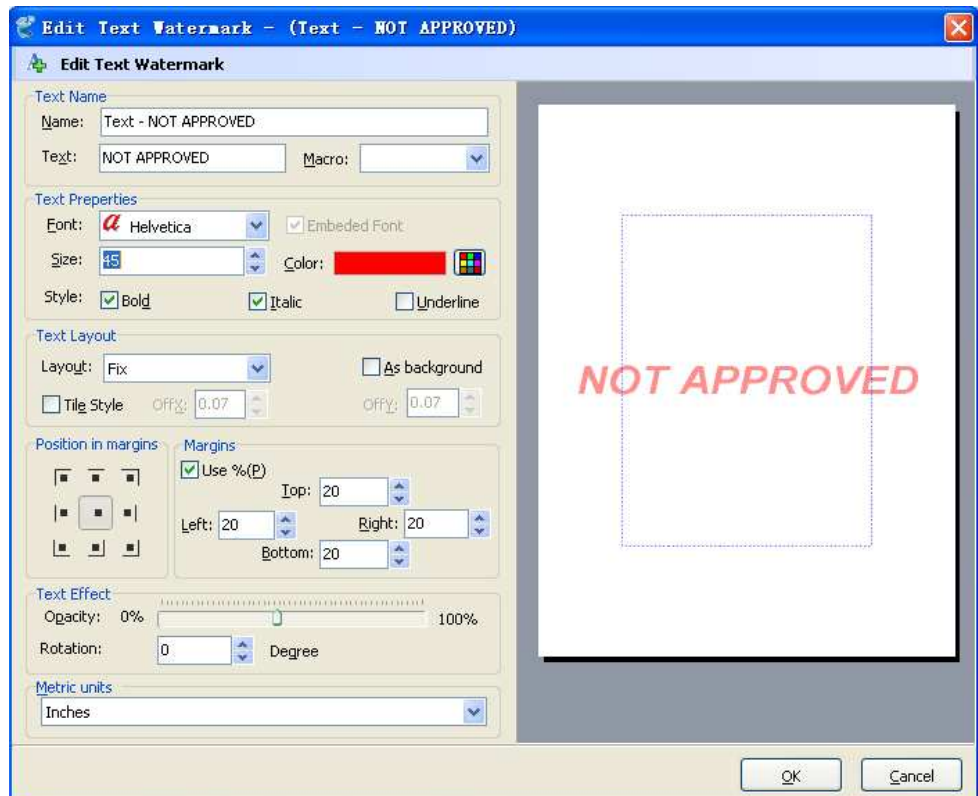 Edit Text Watermark - (Text - NOT APPROVED)
Edit Text Watermark
Text Name
Name: Text - NOT APPROVED
Text: NOT APPROVED Macro:
Text Preperties
Font: a Helvetica Embeded Font
Size: 45 Color:
Style: Bold Italic Underline
Text Layout
Layout: Fix As background
Tile Style OffX: 0.07 OffY: 0.07
Position in margins Margins
Use %(P)
Top: 20
Left: 20 Right: 20
Bottom: 20
Text Effect
Opacity: 0% 100%
Rotation: 0 Degree
Metric units
Inches
NOT APPROVED
OK Cancel